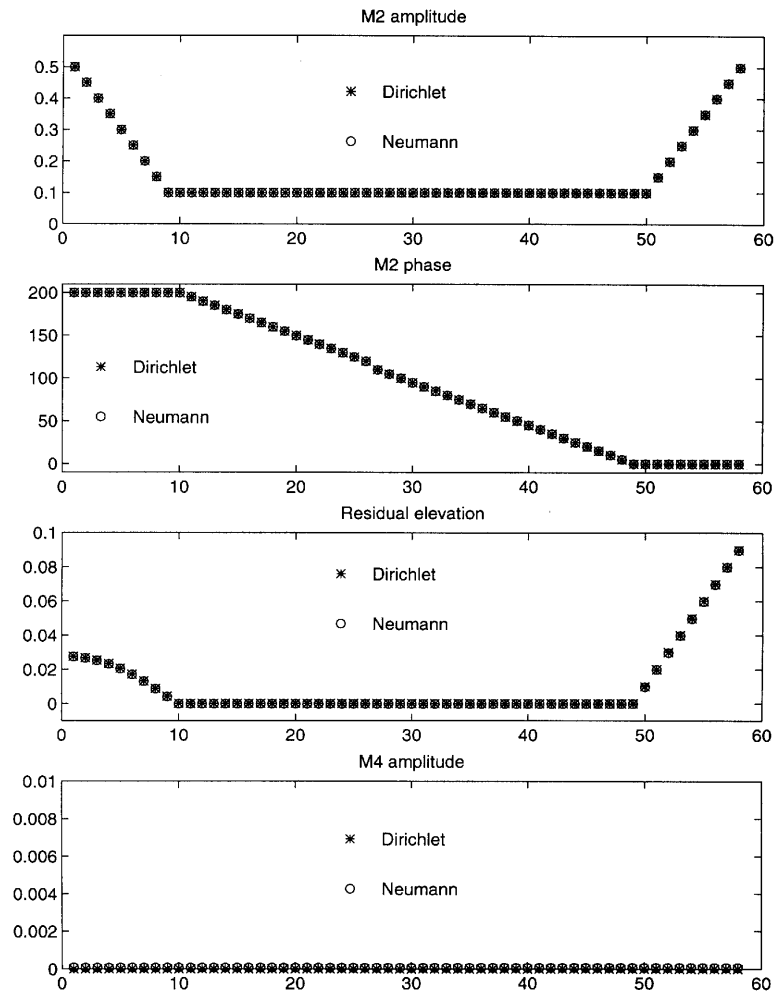 M2 amplitude
0.5
0.4
0.3
0.2
0.1
0
Dirichlet
Neumann
0 10 20 30 40 50 60
M2 phase
200
150
100
50
0
Dirichlet
Neumann
0 10 20 30 40 50 60
Residual elevation
0.1
0.08
0.06
0.04
0.02
0
Dirichlet
Neumann
0 10 20 30 40 50 60
M4 amplitude
0.01
0.008
0.006
0.004
0.002
0
Dirichlet
Neumann
0 10 20 30 40 50 60